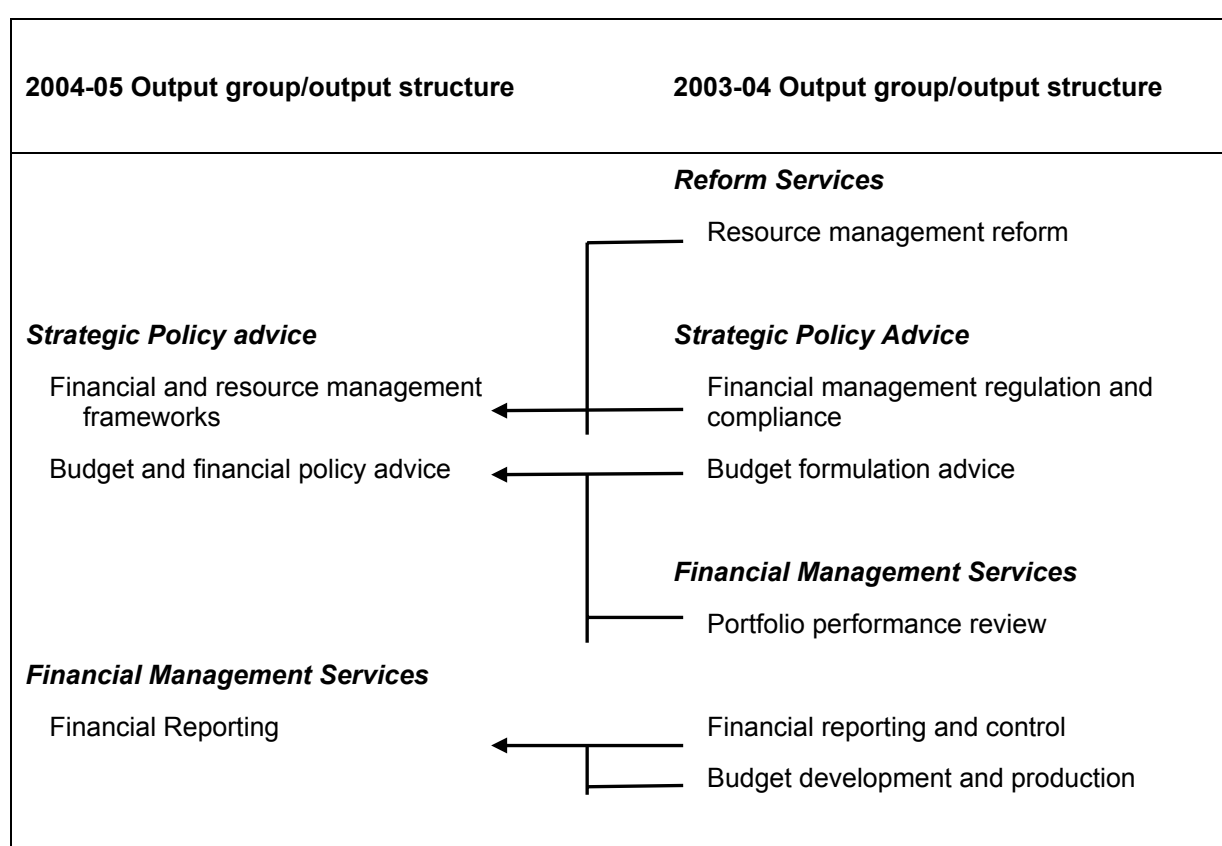 2004-05 Output group/output structure
2003-04 Output group/output structure
Reform Services
Resource management reform
Strategic Policy advice
Strategic Policy Advice
Financial and resource management
frameworks
Financial management regulation and
compliance
Budget and financial policy advice
Budget formulation advice
Financial Management Services
Portfolio performance review
Financial Management Services
Financial Reporting
Financial reporting and control
Budget development and production